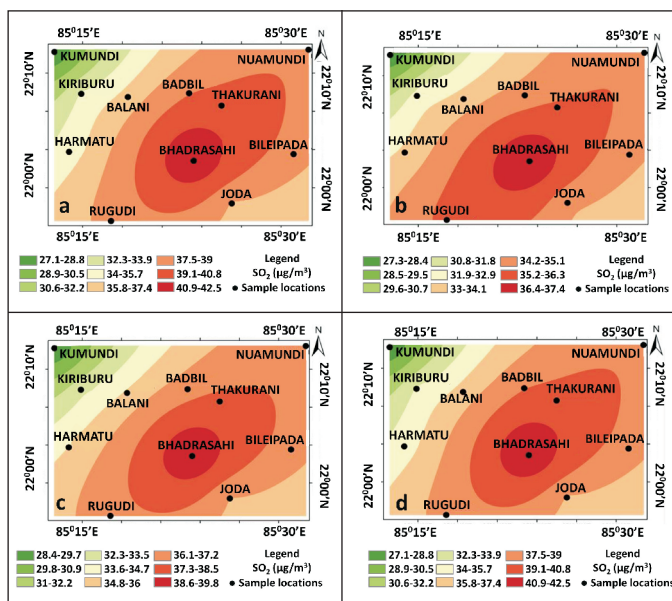 85⁰15'E 85⁰30'E
N
KUMUNDI NUAMUNDI
22⁰10'N 22⁰10'N
KIRIBURU BADBIL
BALANI THAKURANI
HARMATU BHADRASAHI BILEIPADA
22⁰00'N 22⁰00'N
a RUGUDI JODA
85⁰15'E 85⁰30'E
27.1-28.8 32.3-33.9 37.5-39 Legend
28.9-30.5 34-35.7 39.1-40.8 SO₂ (µg/m³)
30.6-32.2 35.8-37.4 40.9-42.5 Sample locations
85⁰15'E 85⁰30'E
N
KUMUNDI NUAMUNDI
22⁰10'N 22⁰10'N
KIRIBURU BADBIL
BALANI THAKURANI
HARMATU BHADRASAHI BILEIPADA
22⁰00'N 22⁰00'N
b RUGUDI JODA
85⁰15'E 85⁰30'E
27.3-28.4 30.8-31.8 34.2-35.1 Legend
28.5-29.5 31.9-32.9 35.2-36.3 SO₂ (µg/m³)
29.6-30.7 33-34.1 36.4-37.4 Sample locations
N
KUMUNDI NUAMUNDI
22⁰10'N 22⁰10'N
KIRIBURU BADBIL
BALANI THAKURANI
HARMATU BHADRASAHI BILEIPADA
22⁰00'N 22⁰00'N
c RUGUDI JODA
85⁰15'E 85⁰30'E
28.4-29.7 32.3-33.5 36.1-37.2 Legend
29.8-30.9 33.6-34.7 37.3-38.5 SO₂ (µg/m³)
31-32.2 34.8-36 38.6-39.8 Sample locations
N
KUMUNDI NUAMUNDI
22⁰10'N 22⁰10'N
KIRIBURU BADBIL
BALANI THAKURANI
HARMATU BHADRASAHI BILEIPADA
22⁰00'N 22⁰00'N
d RUGUDI JODA
85⁰15'E 85⁰30'E
27.1-28.8 32.3-33.9 37.5-39 Legend
28.9-30.5 34-35.7 39.1-40.8 SO₂ (µg/m³)
30.6-32.2 35.8-37.4 40.9-42.5 Sample locations